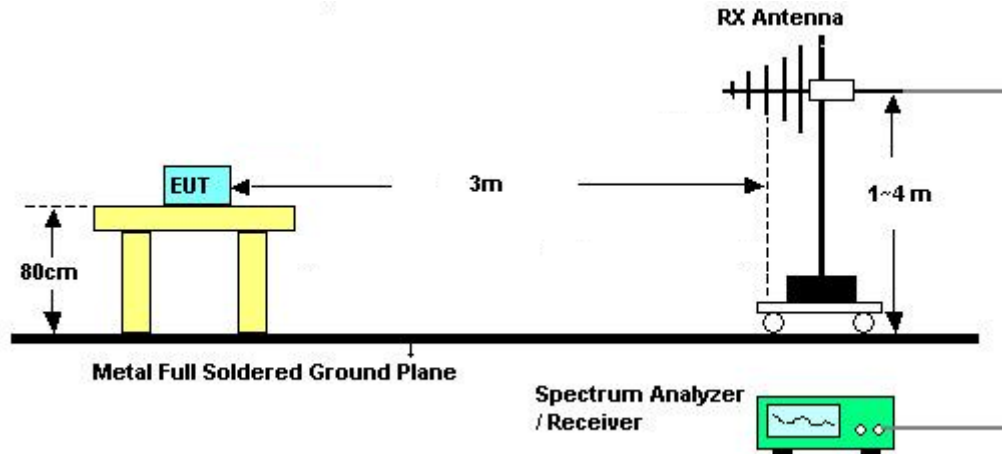 RX Antenna
EUT
3m
1~4 m
80cm
Metal Full Soldered Ground Plane
Spectrum Analyzer
/ Receiver